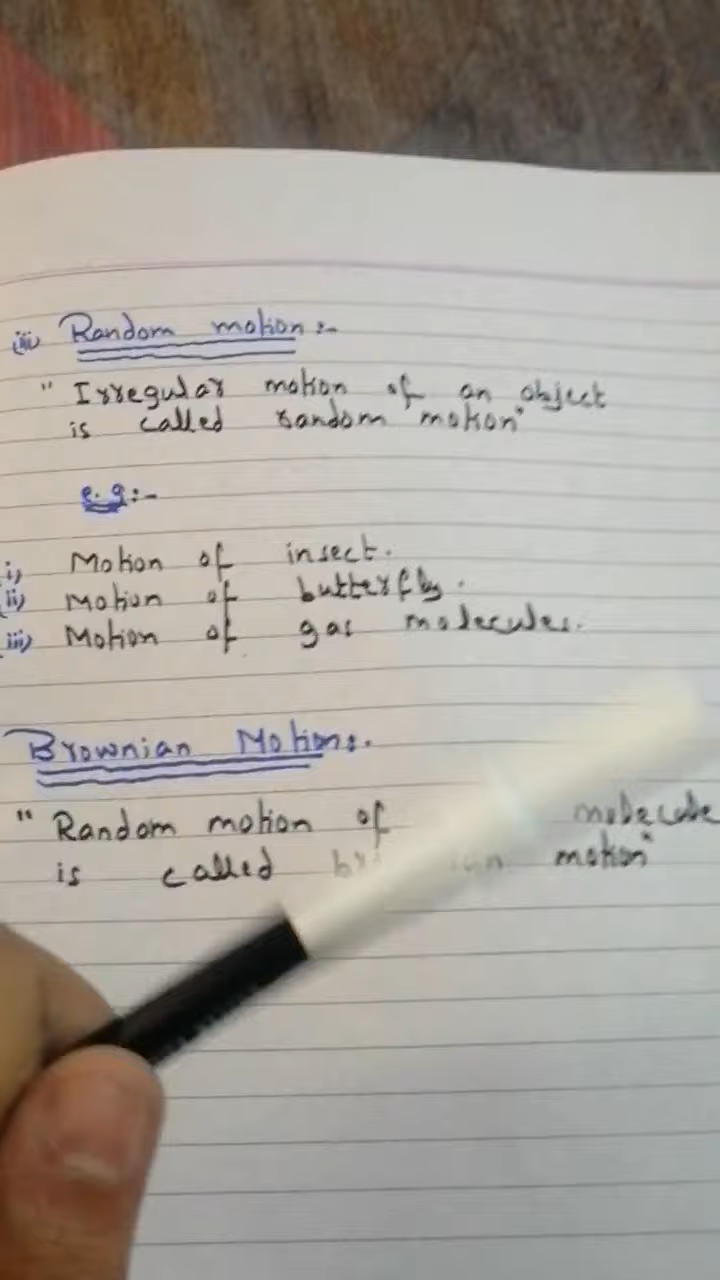 iii) Random motion :-
" Irregular motion of an object
is called random motion"
e.g :-
i) Motion of insect.
(ii) motion of butterfly.
iii) Motion of gas molecules.
Brownian Motion:.
" Random motion of molecule
is called motion"